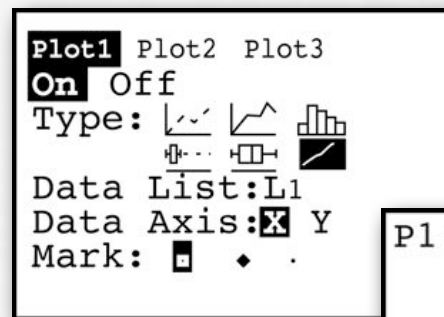 Plot1 Plot2 Plot3
On Off
Type:
Data List:L1
Data Axis:X Y
Mark:
P1